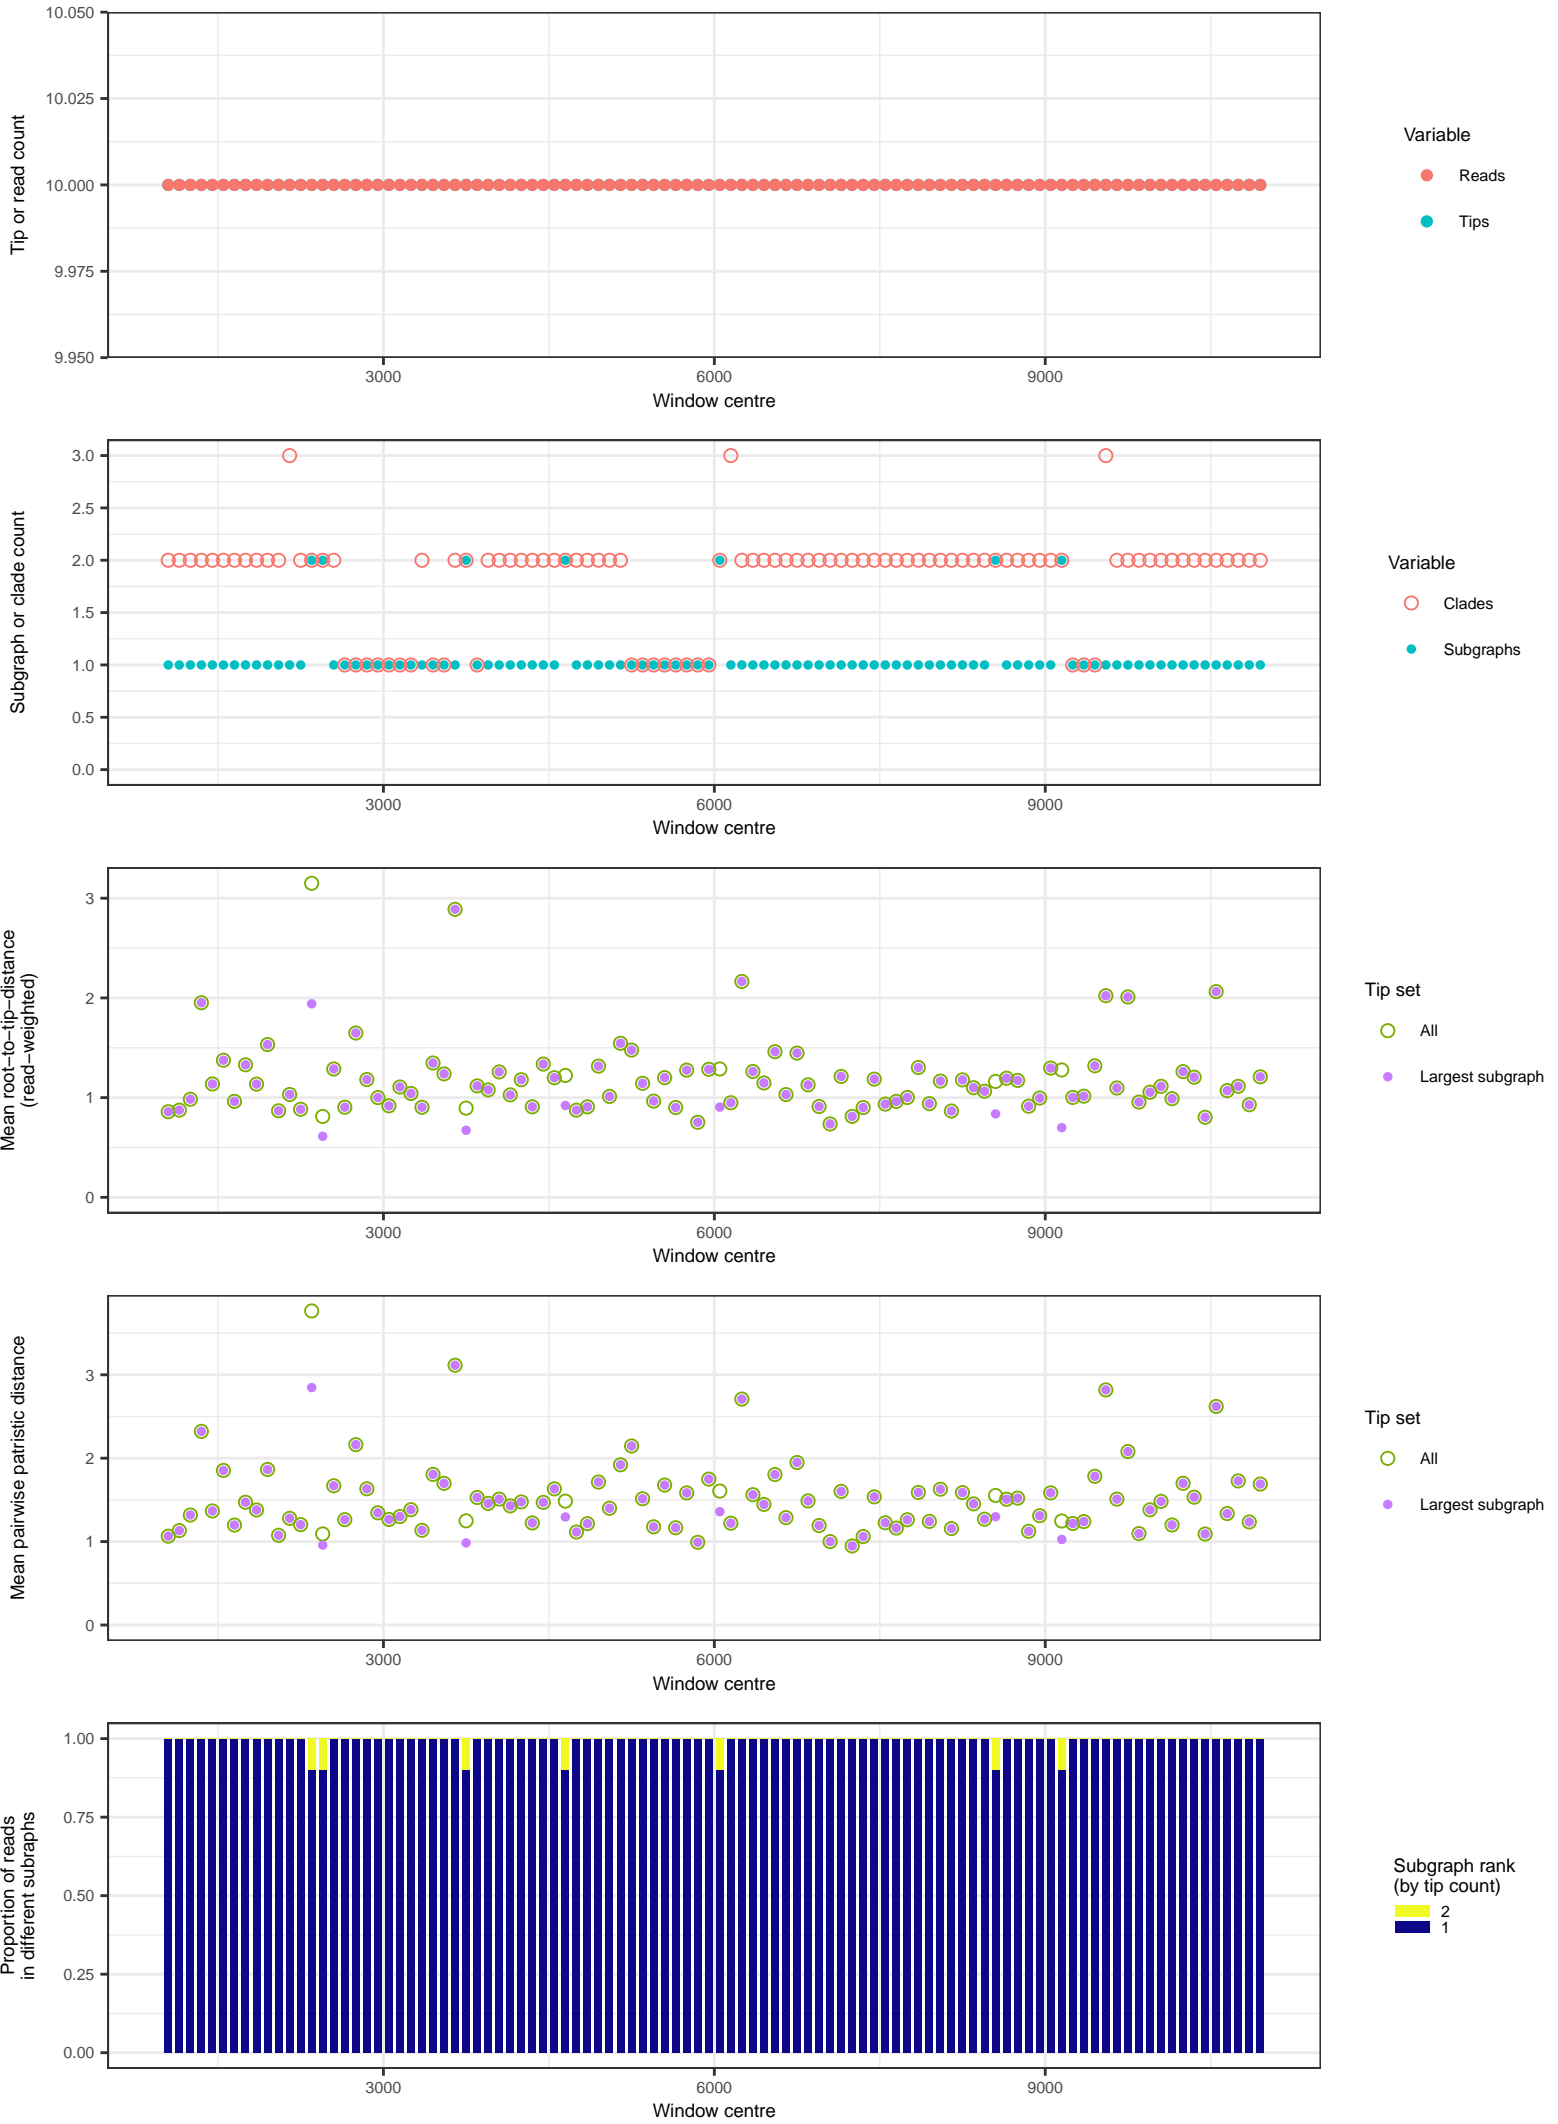 10.050
10.025
10.000
9.975
9.950
Tip or read count
3000
6000
9000
Window centre
Variable
Reads
Tips
3.0
2.5
2.0
1.5
1.0
0.5
0.0
Subgraph or clade count
3000
6000
9000
Window centre
Variable
Clades
Subgraphs
3
2
1
0
Mean root−to−tip−distance
(read−weighted)
3000
6000
9000
Window centre
Tip set
All
Largest subgraph
3
2
1
0
Mean pairwise patristic distance
3000
6000
9000
Window centre
Tip set
All
Largest subgraph
1.00
0.75
0.50
0.25
0.00
Proportion of reads
in different subraphs
3000
6000
9000
Window centre
Subgraph rank
(by tip count)
2
1